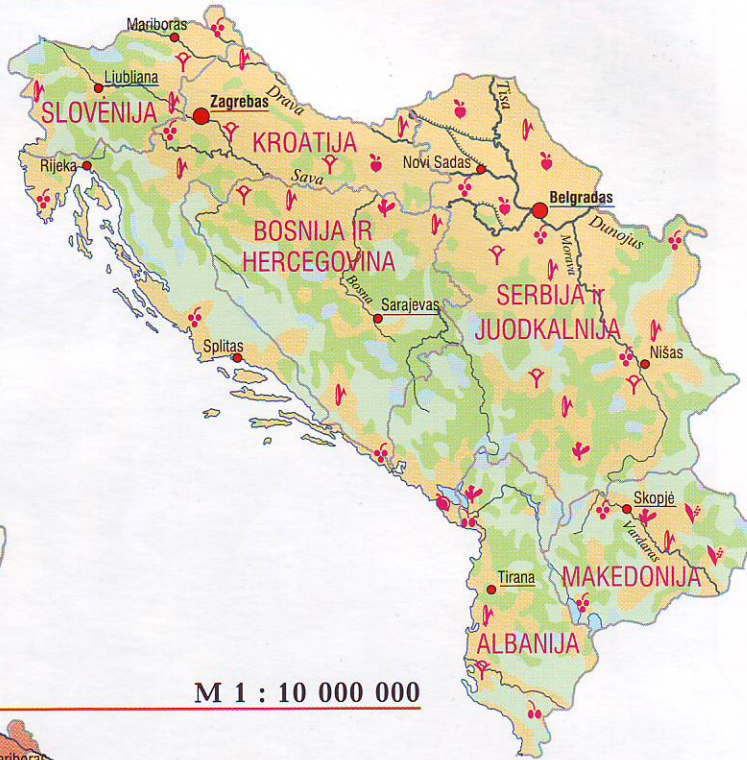 Mariboras
Liubliana
SLOVĖNIJA
Zagrebas
Drava
KROATIJA
Tisa
Rijeka
Sava
Novi Sadas
Belgradas
Dunojus
BOSNIJA IR
HERCEGOVINA
Bosna
Morava
SERBIJA ir
JUODKALNIJA
Sarajevas
Splitas
Nišas
Skopjė
Vardaras
Tirana
MAKEDONIJA
ALBANIJA
M 1 : 10 000 000